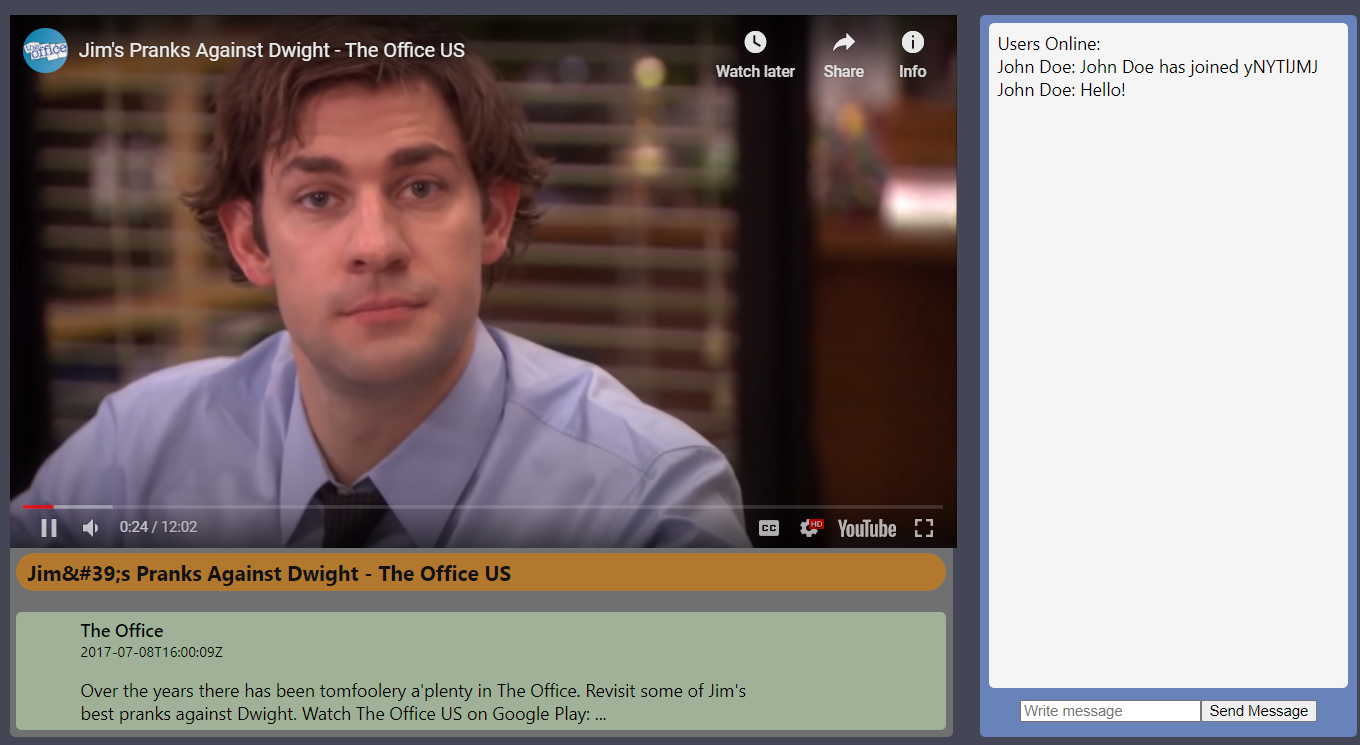 the office
Jim's Pranks Against Dwight - The Office US
Watch later
Share
Info
0:24 / 12:02
CC
HD
YouTube
Jim&#39;s Pranks Against Dwight - The Office US
The Office
2017-07-08T16:00:09Z
Over the years there has been tomfoolery a'plenty in The Office. Revisit some of Jim's
best pranks against Dwight. Watch The Office US on Google Play: ...
Users Online:
John Doe: John Doe has joined yNYTlJMJ
John Doe: Hello!
Write message
Send Message